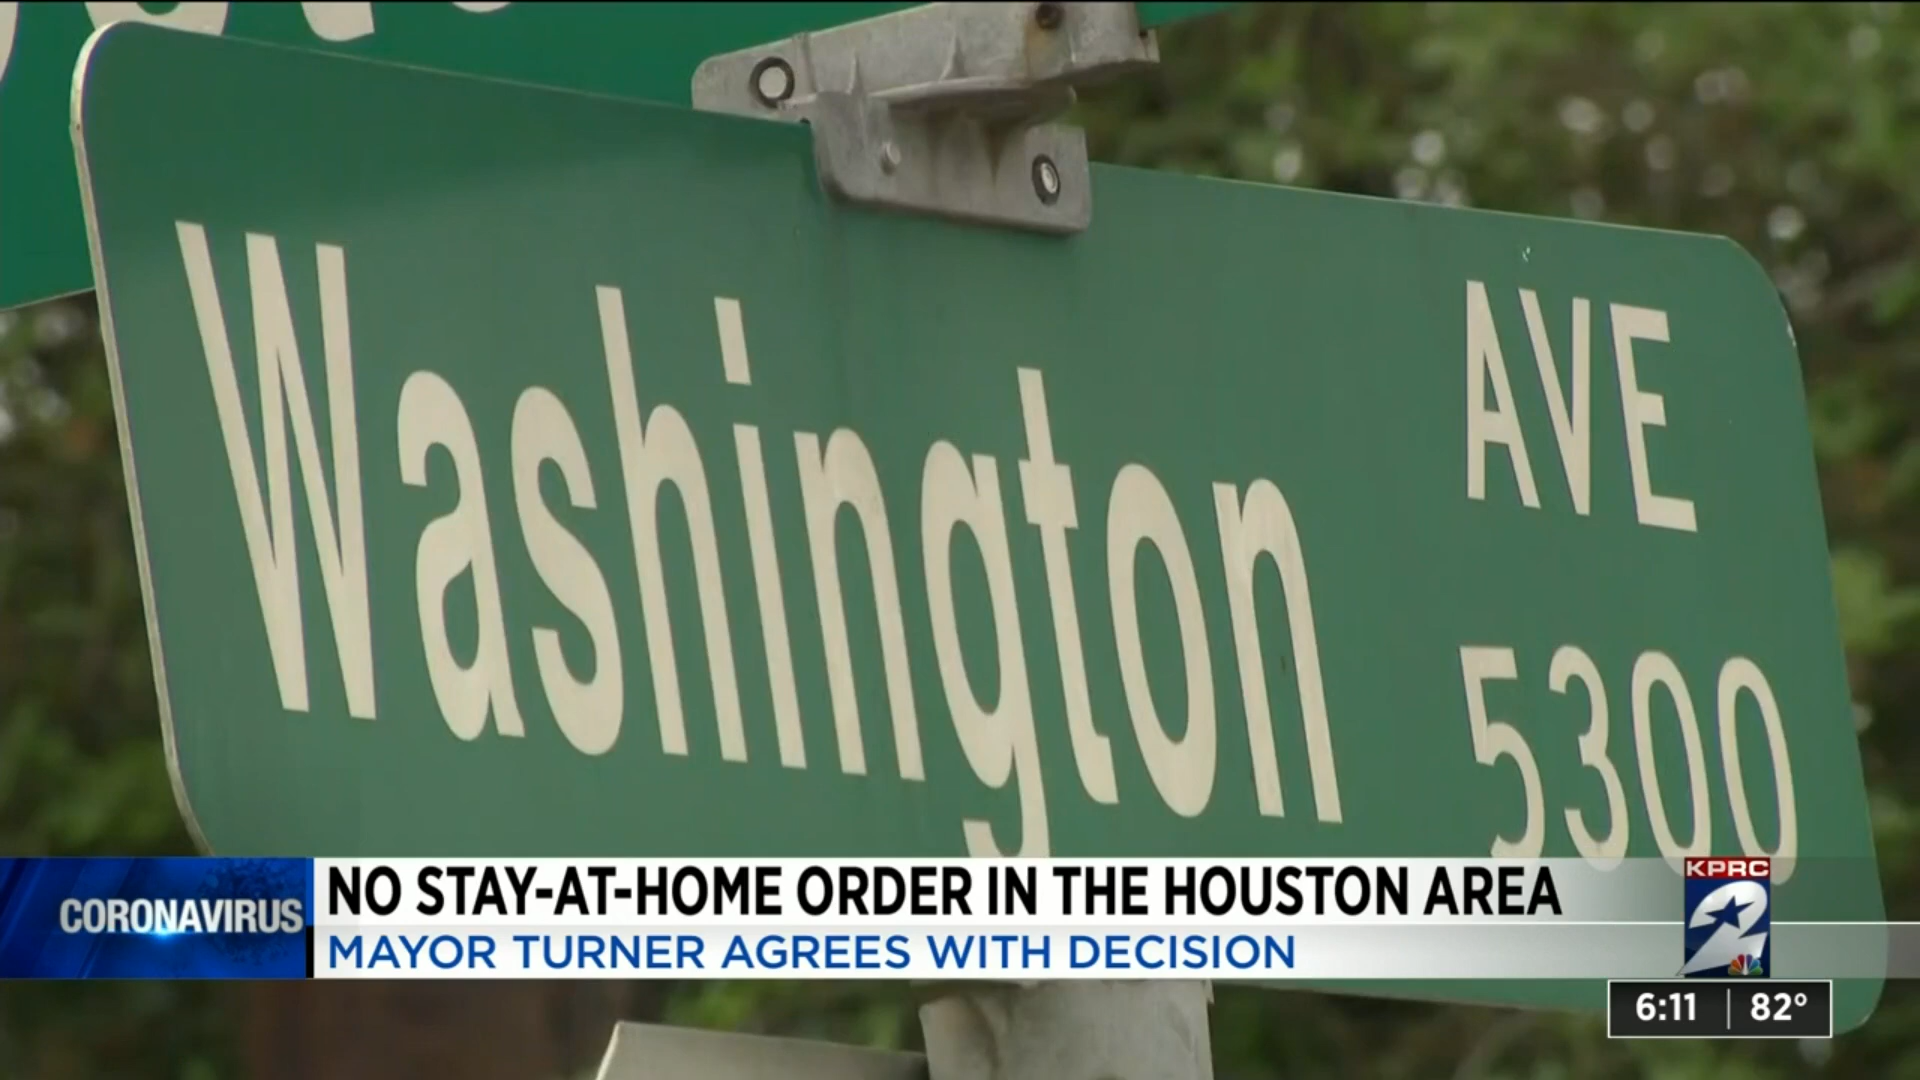 Washington AVE
5300
CORONAVIRUS
NO STAY-AT-HOME ORDER IN THE HOUSTON AREA
MAYOR TURNER AGREES WITH DECISION
KPRC
2
6:11 82°